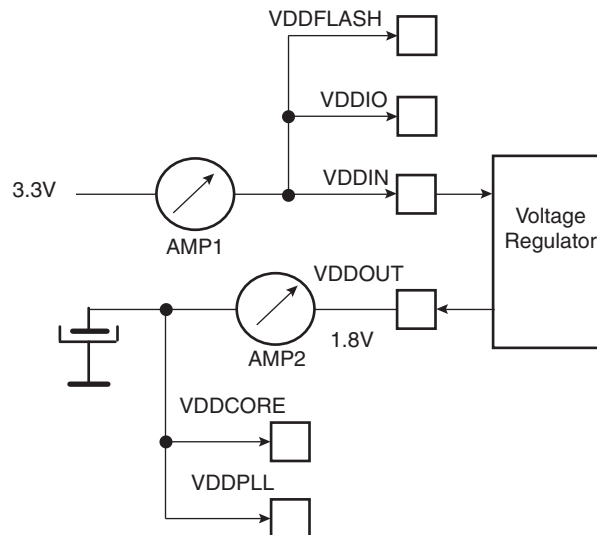 VDDFLASH
VDDIO
VDDIN
3.3V
AMP1
Voltage
Regulator
VDDOUT
1.8V
AMP2
VDDCORE
VDDPLL